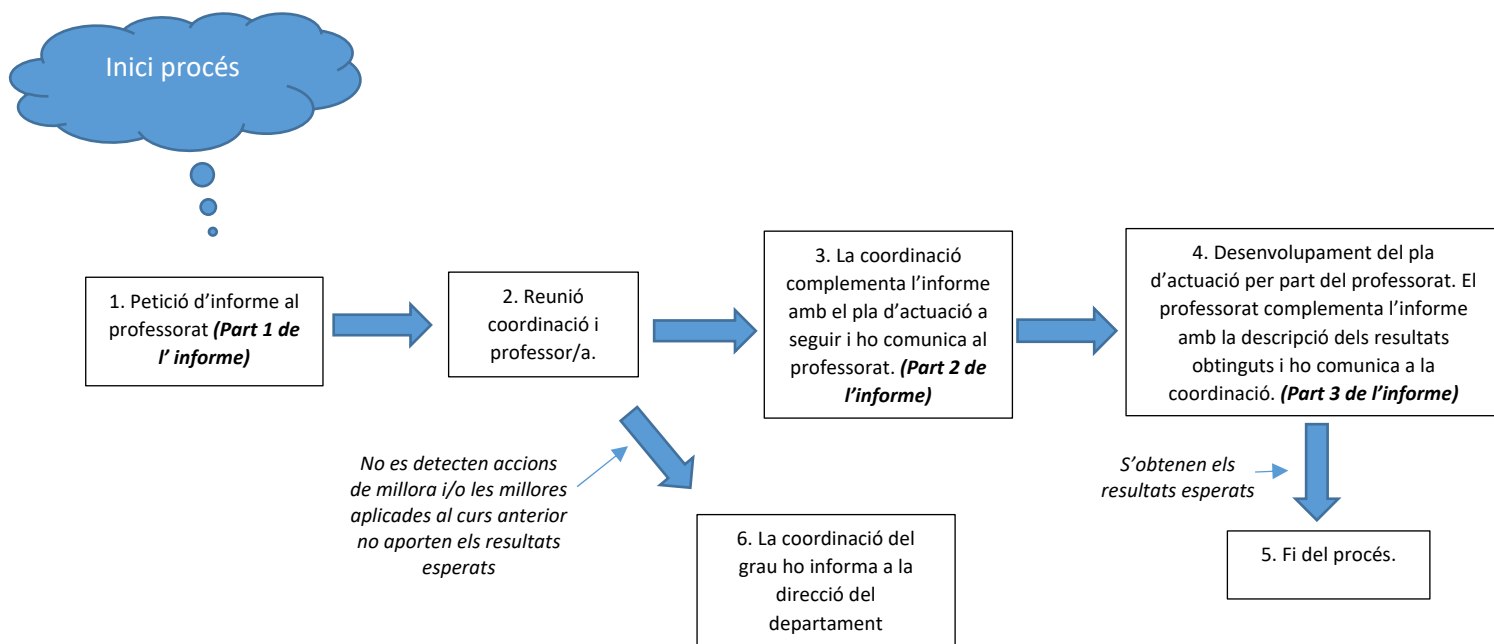 Inici procés
1. Petició d’informe al
professorat (Part 1 de
l’ informe)
2. Reunió
coordinació i
professor/a.
3. La coordinació
complementa l’informe
amb el pla d’actuació a
seguir i ho comunica al
professorat. (Part 2 de
l’informe)
4. Desenvolupament del pla
d’actuació per part del professorat. El
professorat complementa l’informe
amb la descripció dels resultats
obtinguts i ho comunica a la
coordinació. (Part 3 de l’informe)
No es detecten accions
de millora i/o les millores
aplicades al curs anterior
no aporten els resultats
esperats
S’obtenen els
resultats esperats
6. La coordinació del
grau ho informa a la
direcció del
departament
5. Fi del procés.